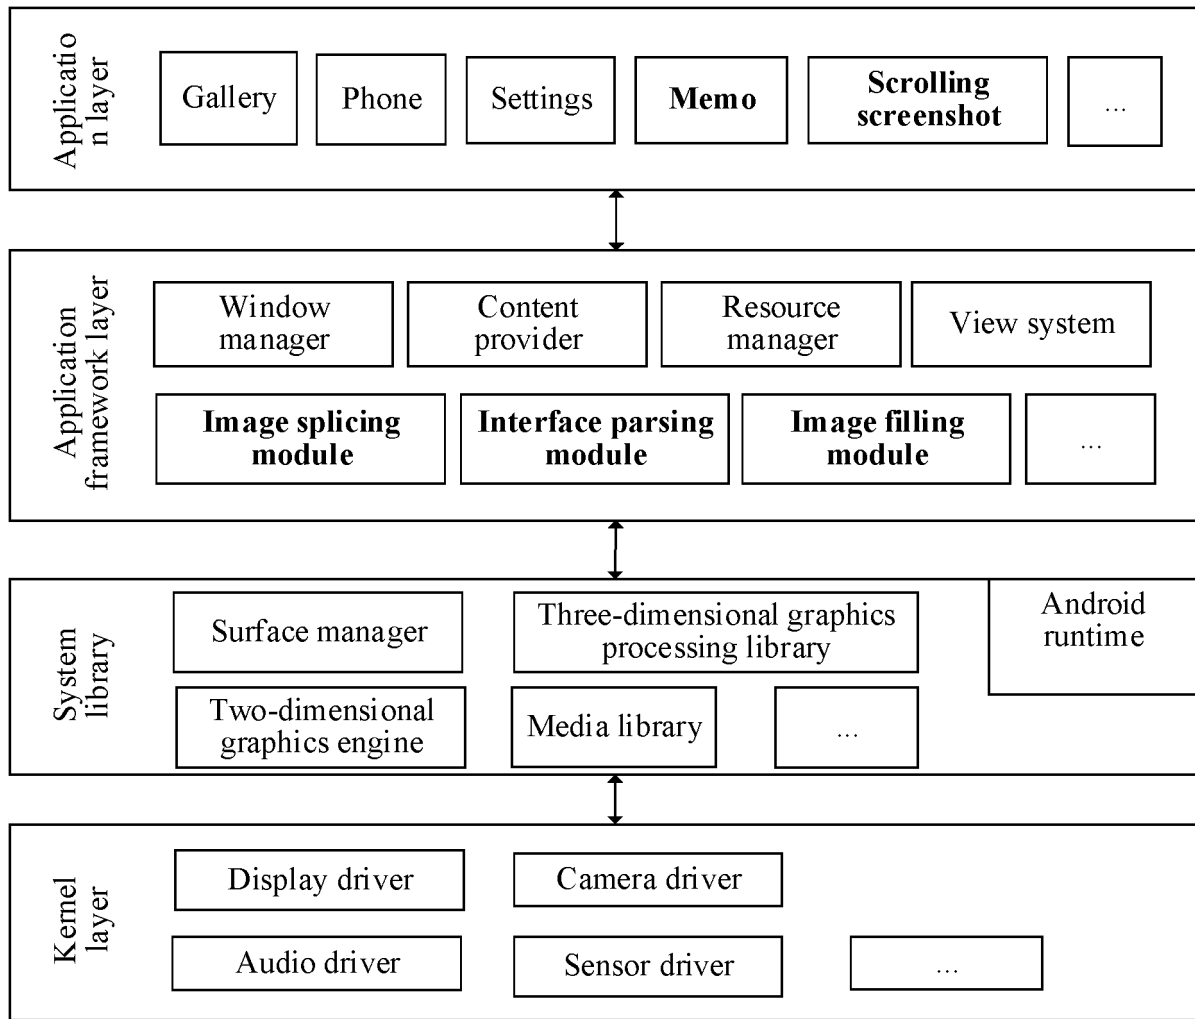 Applicatio
n layer
Gallery
Phone
Settings
Memo
Scrolling
screenshot
...
Application
framework layer
Window
manager
Content
provider
Resource
manager
View system
Image splicing
module
Interface parsing
module
Image filling
module
...
System
library
Surface manager
Three-dimensional graphics
processing library
Android
runtime
Two-dimensional
graphics engine
Media library
...
Kernel
layer
Display driver
Camera driver
Audio driver
Sensor driver
...